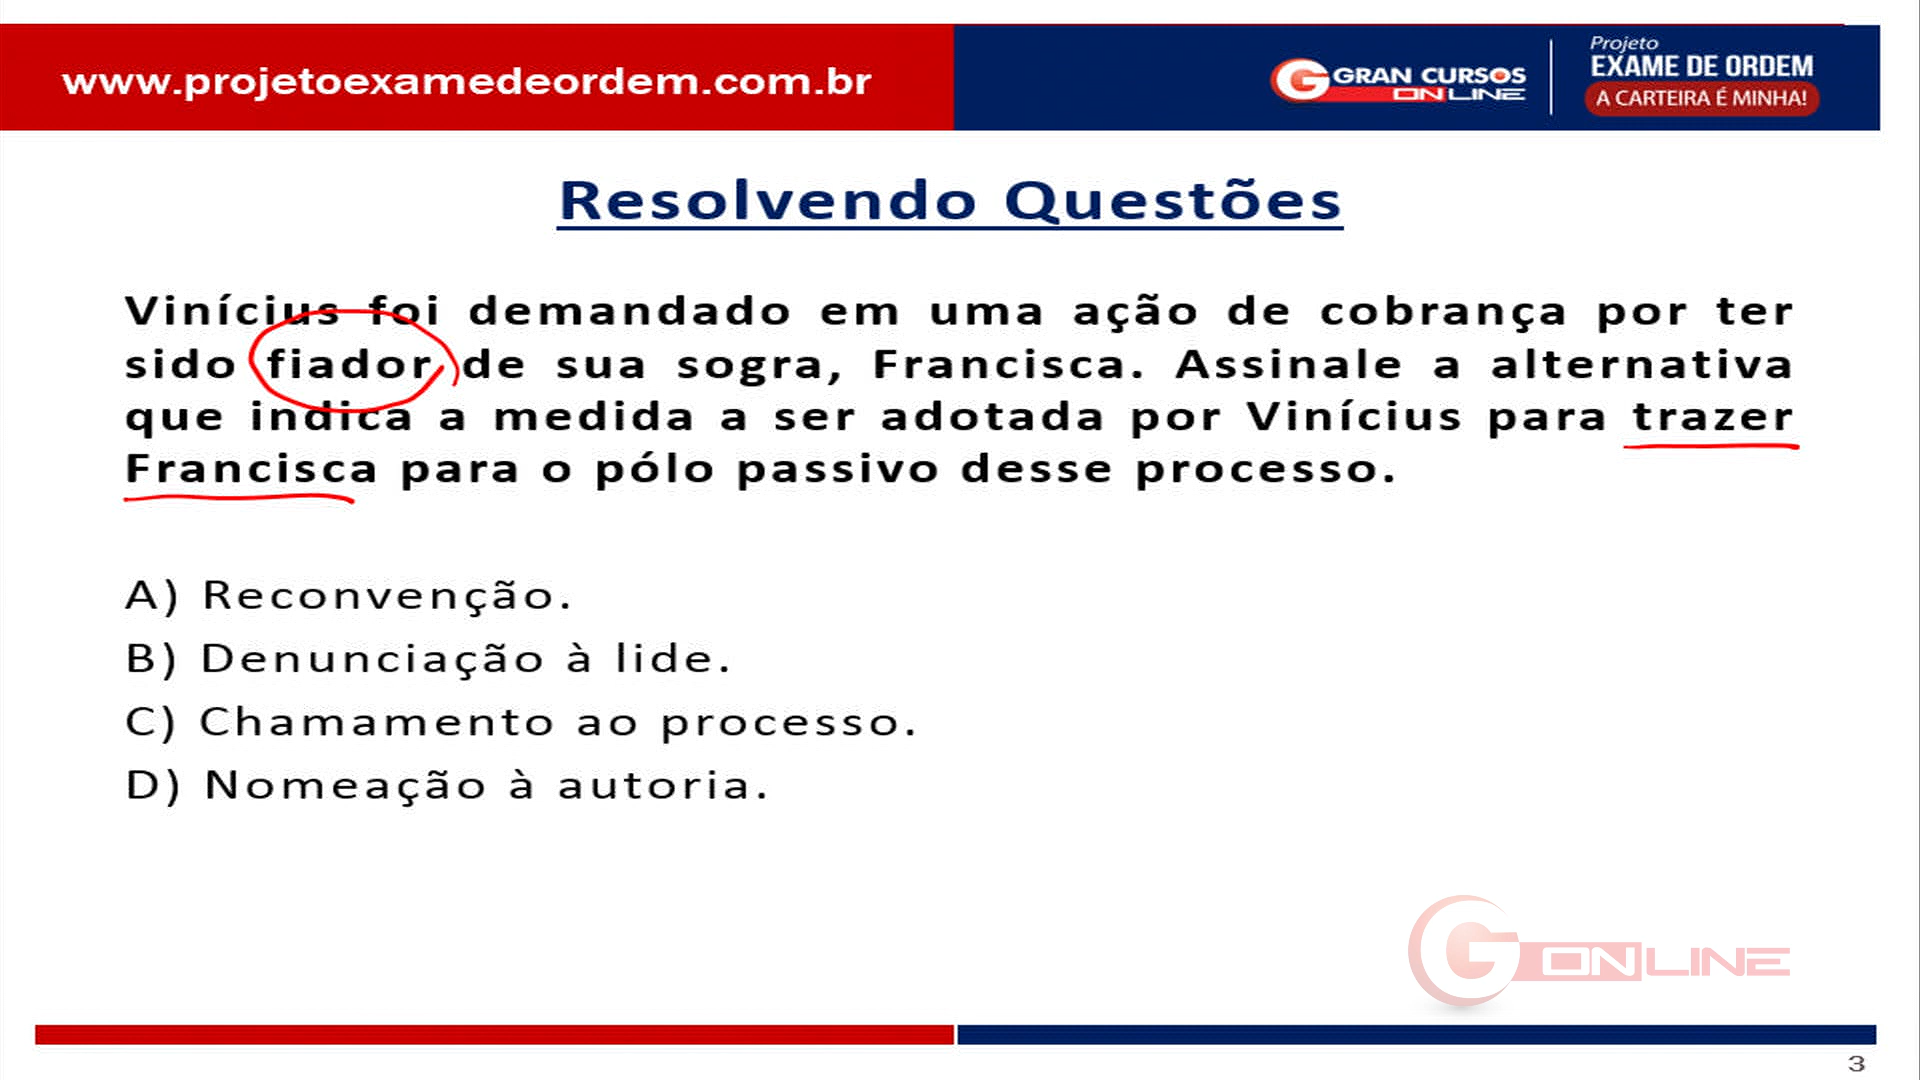 www.projetoexamedeordem.com.br
GRAN CURSOS
ONLINE
Projeto
EXAME DE ORDEM
A CARTEIRA É MINHA!
Resolvendo Questões
Vinícius foi demandado em uma ação de cobrança por ter
sido fiador de sua sogra, Francisca. Assinale a alternativa
que indica a medida a ser adotada por Vinícius para trazer
Francisca para o pólo passivo desse processo.
A) Reconvenção.
B) Denunciação à lide.
C) Chamamento ao processo.
D) Nomeação à autoria.
G ONLINE
3